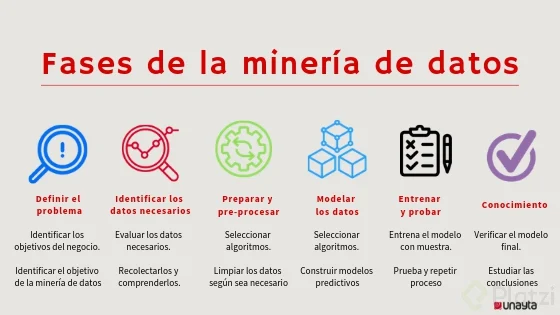 Fases de la minería de datos
Definir el
problema
Identificar los
objetivos del negocio.
Identificar el objetivo
de la minería de datos
Identificar los
datos necesarios
Evaluar los datos
necesarios.
Recolectarlos y
comprenderlos.
Preparar y
pre-procesar
Seleccionar
algoritmos.
Limpiar los datos
según sea necesario
Modelar
los datos
Seleccionar
algoritmos.
Construir modelos
predictivos
Entrenar
y probar
Entrena el modelo
con muestra.
Prueba y repetir
proceso
Conocimiento
Verificar el modelo
final.
Estudiar las
conclusiones
Platzi
unayta